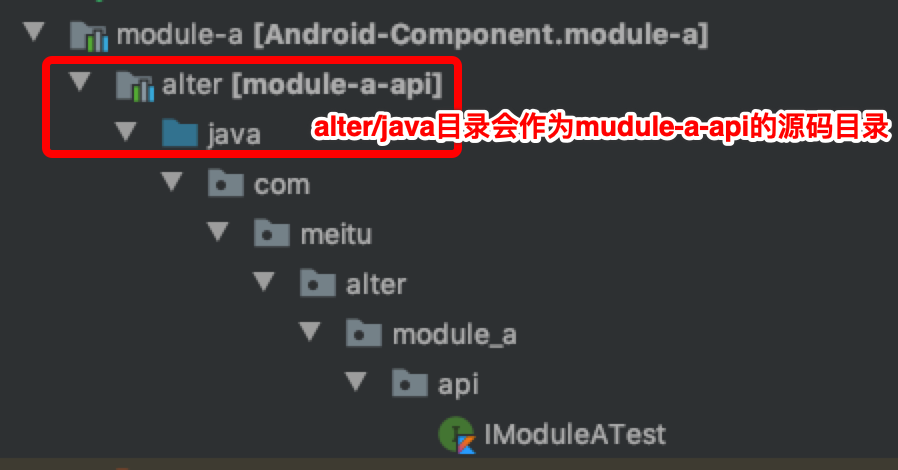 module-a [Android-Component.module-a]
alter [module-a-api]
java alter/java目录会作为mudule-a-api的源码目录
com
meitu
alter
module_a
api
IModuleATest